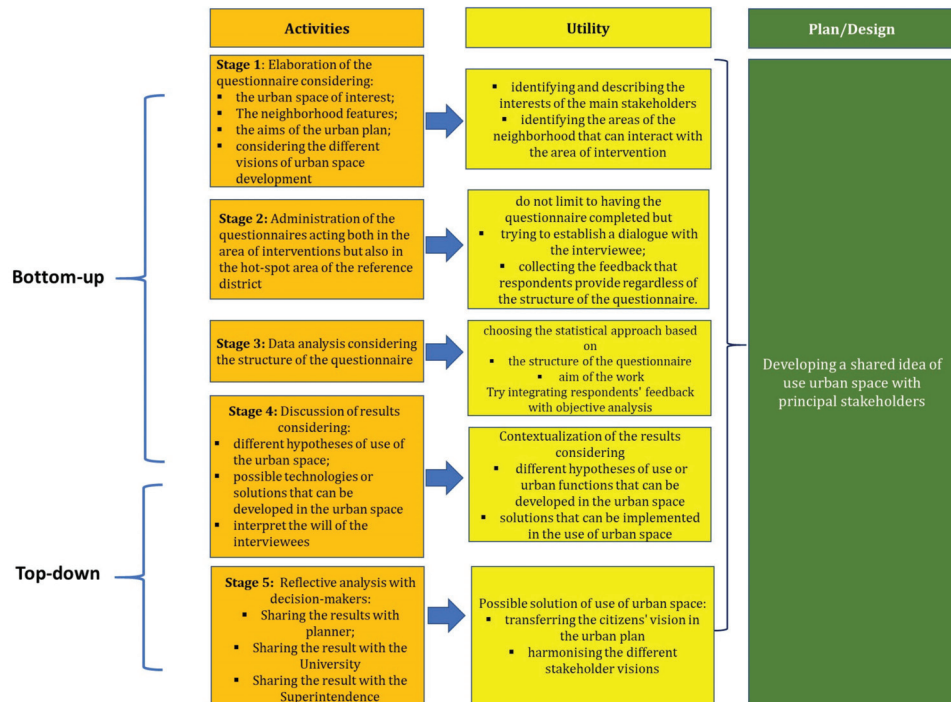 Activities
Utility
Plan/Design
Bottom-up
Top-down
Stage 1: Elaboration of the
questionnaire considering:
▪ the urban space of interest;
▪ The neighborhood features;
▪ the aims of the urban plan;
▪ considering the different
visions of urban space
development
▪ identifying and describing the
interests of the main stakeholders
▪ identifying the areas of the
neighborhood that can interact with
the area of intervention
Stage 2: Administration of the
questionnaires acting both in the
area of interventions but also in
the hot-spot area of the reference
district
do not limit to having the
questionnaire completed but
▪ trying to establish a dialogue with
the interviewee;
▪ collecting the feedback that
respondents provide regardless of
the structure of the questionnaire.
Stage 3: Data analysis considering
the structure of the questionnaire
choosing the statistical approach based
on
▪ the structure of the questionnaire
▪ aim of the work
Try integrating respondents' feedback
with objective analysis
Stage 4: Discussion of results
considering:
▪ different hypotheses of use of
the urban space;
▪ possible technologies or
solutions that can be
developed in the urban space
▪ interpret the will of the
interviewees
Contextualization of the results
considering
▪ different hypotheses of use or
urban functions that can be
developed in the urban space
▪ solutions that can be implemented
in the use of urban space
Stage 5: Reflective analysis with
decision-makers:
▪ Sharing the results with
planner;
▪ Sharing the result with the
University
▪ Sharing the result with the
Superintendence
Possible solution of use of urban space:
▪ transferring the citizens' vision in
the urban plan
▪ harmonising the different
stakeholder visions
Developing a shared idea of
use urban space with
principal stakeholders